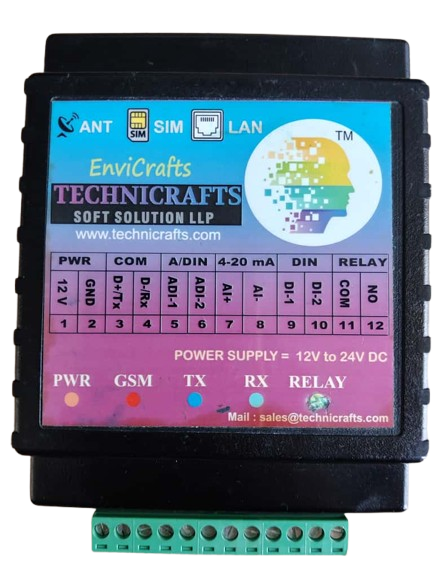 ANT SIM SIM LAN
TM
EnviCrafts
TECHNICRAFTS
SOFT SOLUTION LLP
www.technicrafts.com
PWR COM A/DIN 4-20 mA DIN RELAY
12 V GND D+/Tx D-/Rx ADI-1 ADI-2 AI+ AI- DI-1 DI-2 COM NO
1 2 3 4 5 6 7 8 9 10 11 12
POWER SUPPLY = 12V to 24V DC
PWR GSM TX RX RELAY
Mail : sales@technicrafts.com